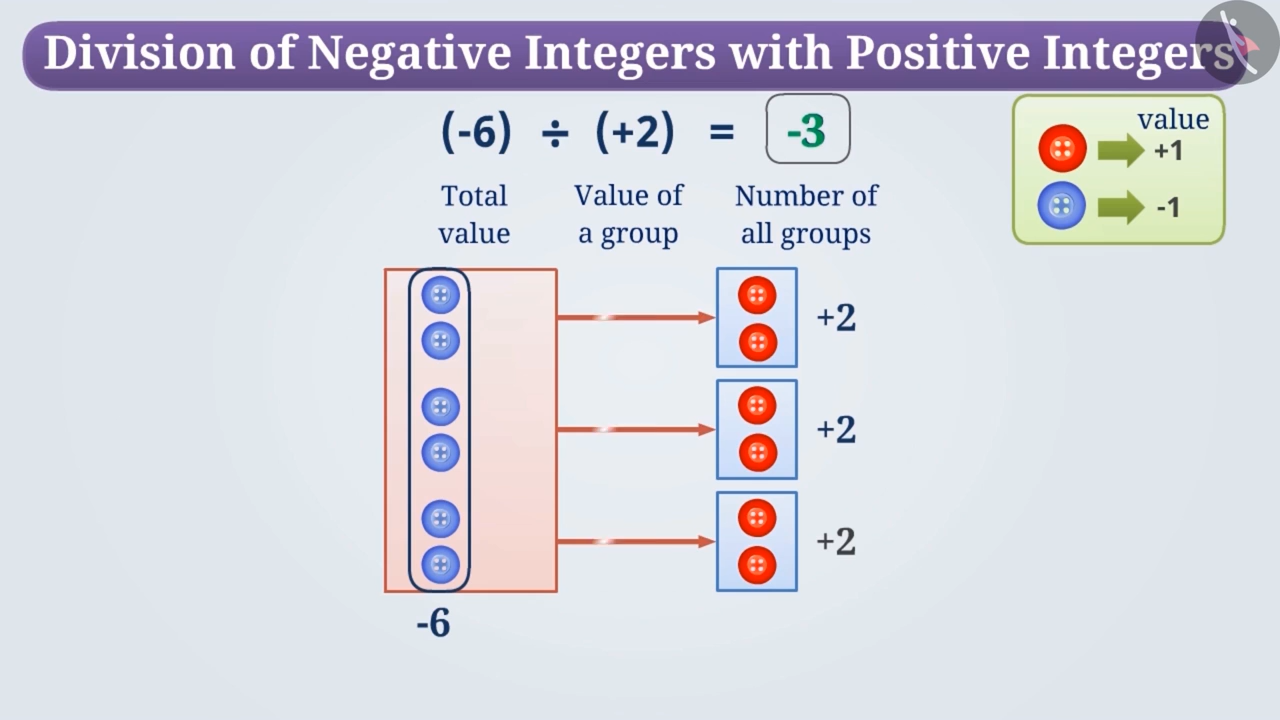 Division of Negative Integers with Positive Integers
(-6) ÷ (+2) = -3
Total value
Value of a group
Number of all groups
value
+1
-1
+2
+2
+2
-6